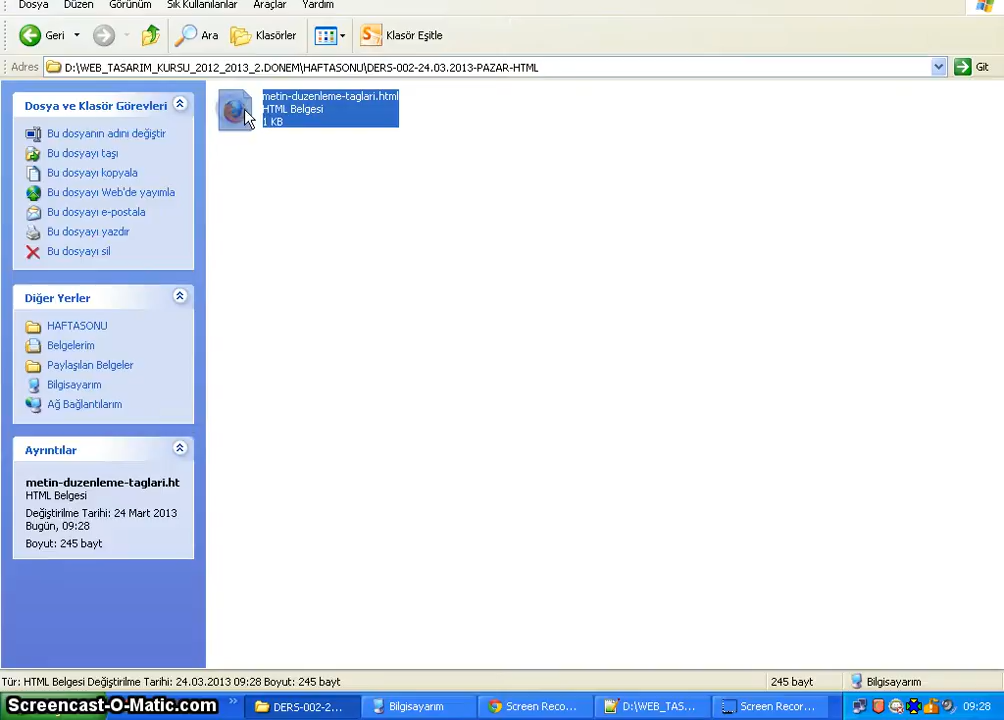 Dosya Düzen Görünüm Sık Kullanılanlar Araçlar Yardım
Geri Ara Klasörler Klasör Eşitle
Adres D:\WEB_TASARIM_KURSU_2012_2013_2.DONEM\HAFTASONU\DERS-002-24.03.2013-PAZAR-HTML Git
Dosya ve Klasör Görevleri
Bu dosyanın adını değiştir
Bu dosyayı taşı
Bu dosyayı kopyala
Bu dosyayı Web'de yayımla
Bu dosyayı e-postala
Bu dosyayı yazdır
Bu dosyayı sil
Diğer Yerler
HAFTASONU
Belgelerim
Paylaşılan Belgeler
Bilgisayarım
Ağ Bağlantılarım
Ayrıntılar
metin-duzenleme-taglari.ht
HTML Belgesi
Değiştirilme Tarihi: 24 Mart 2013
Bugün, 09:28
Boyut: 245 bayt
metin-duzenleme-taglari.html
HTML Belgesi
1 KB
Tür: HTML Belgesi Değiştirilme Tarihi: 24.03.2013 09:28 Boyut: 245 bayt 245 bayt Bilgisayarım
Screencast-O-Matic.com DERS-002-2... Bilgisayarım Screen Reco... D:\WEB_TAS... Screen Recor... 09:28